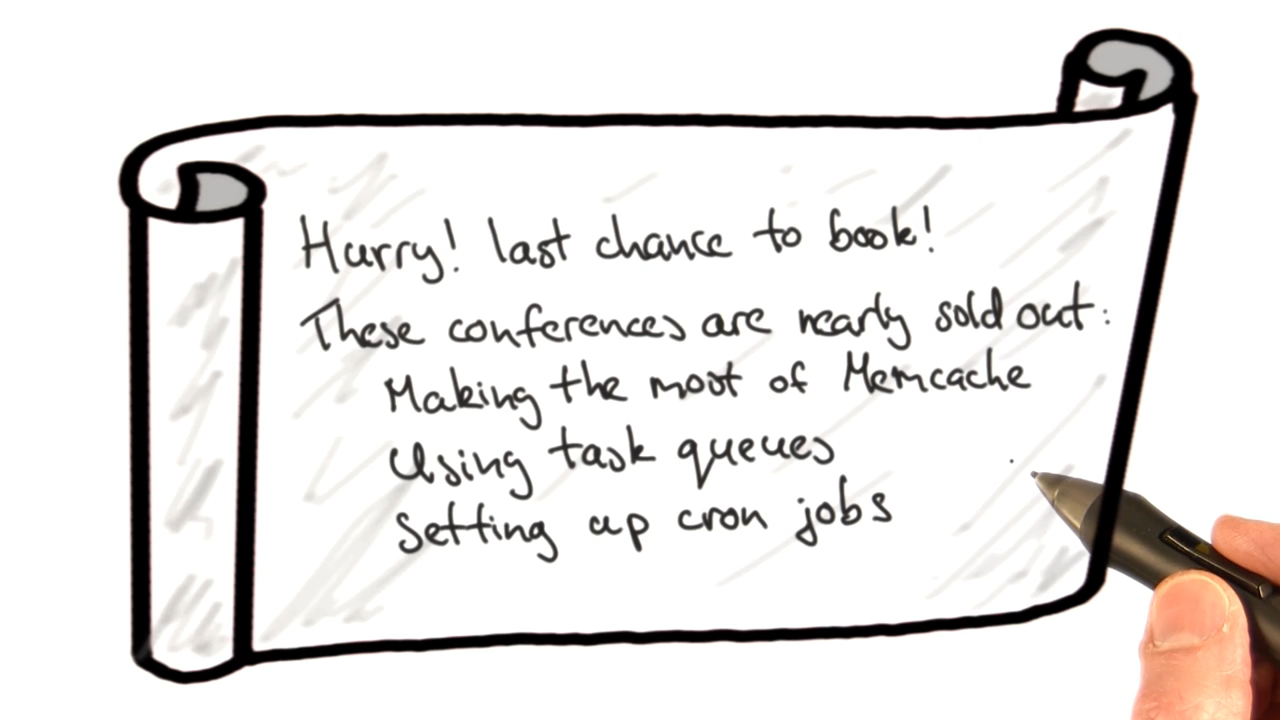 Hurry! last chance to book!
These conferences are nearly sold out:
Making the most of Memcache
Using task queues
Setting up cron jobs